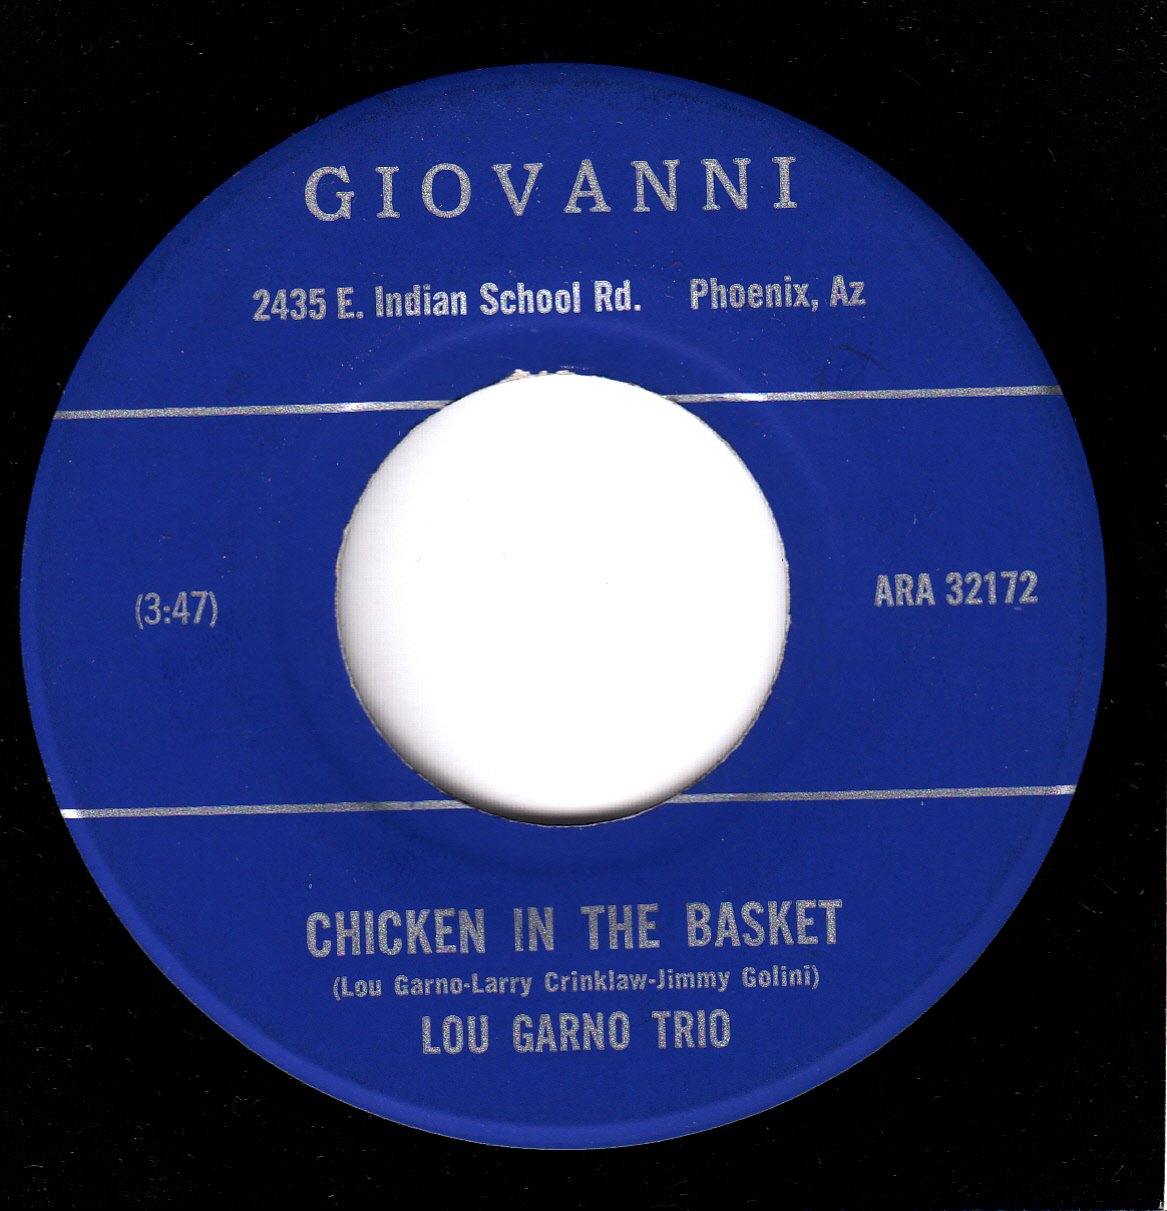 GIOVANNI
2435 E. Indian School Rd. Phoenix, Az
(3:47)
ARA 32172
CHICKEN IN THE BASKET
(Lou Garno-Larry Crinklaw-Jimmy Golini)
LOU GARNO TRIO